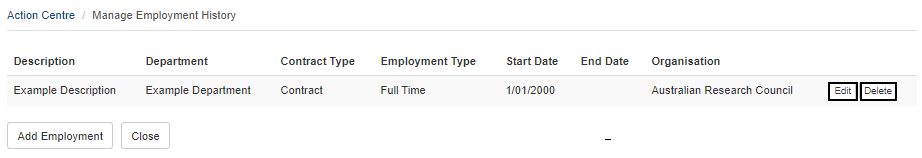 Action Centre / Manage Employment History
Description Department Contract Type Employment Type Start Date End Date Organisation
Example Description Example Department Contract Full Time 1/01/2000 Australian Research Council Edit Delete
Add Employment Close